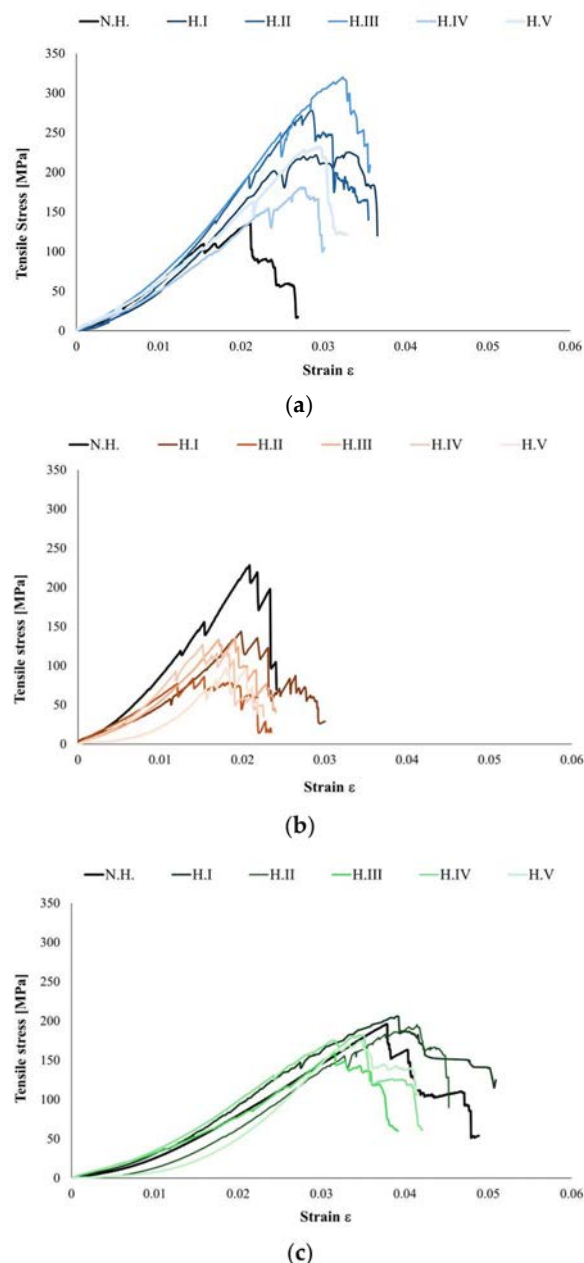 N.H. H.I H.II H.III H.IV H.V
350
300
250
200
150
100
50
0
Tensile Stress [MPa]
0 0.01 0.02 0.03 0.04 0.05 0.06
Strain ε
(a)
N.H. H.I H.II H.III H.IV H.V
350
300
250
200
150
100
50
0
Tensile stress [MPa]
0 0.01 0.02 0.03 0.04 0.05 0.06
Strain ε
(b)
N.H. H.I H.II H.III H.IV H.V
350
300
250
200
150
100
50
0
Tensile stress [MPa]
0 0.01 0.02 0.03 0.04 0.05 0.06
Strain ε
(c)